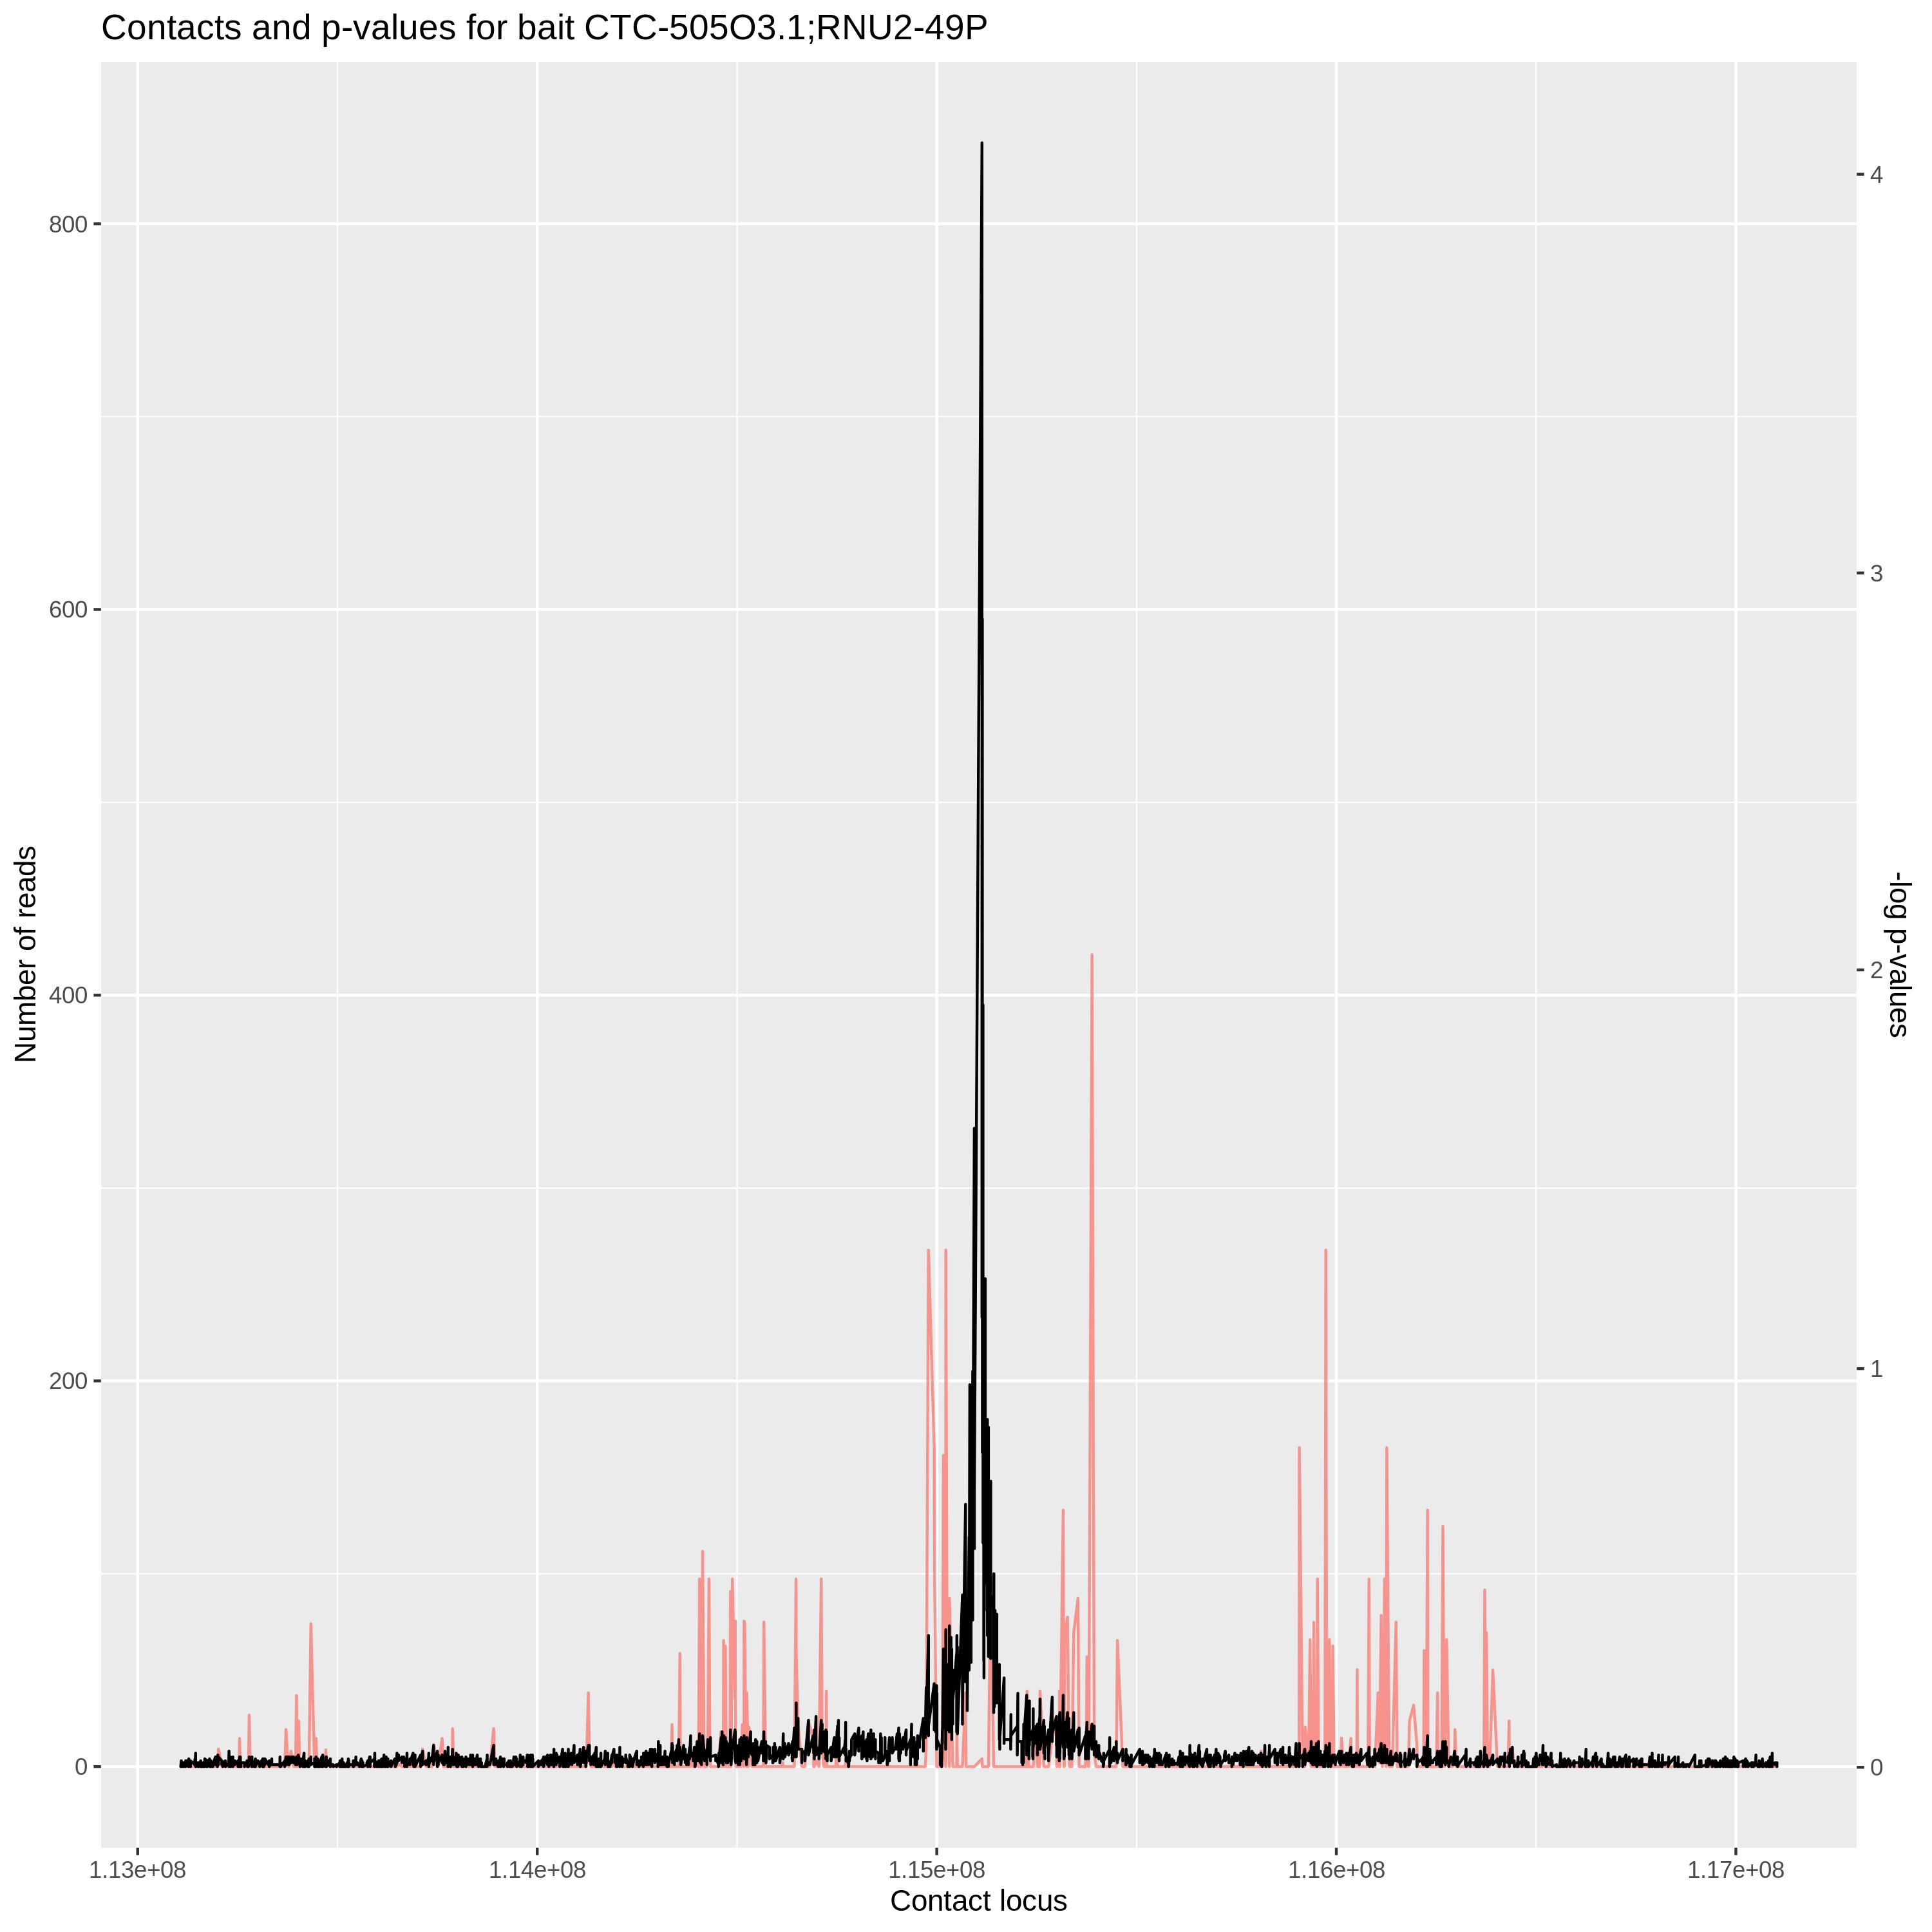 Contacts and p-values for bait CTC-505O3.1;RNU2-49P
Number of reads
800
600
400
200
0
4
3
2
1
0
-log p-values
1.13e+08
1.14e+08
1.15e+08
1.16e+08
1.17e+08
Contact locus